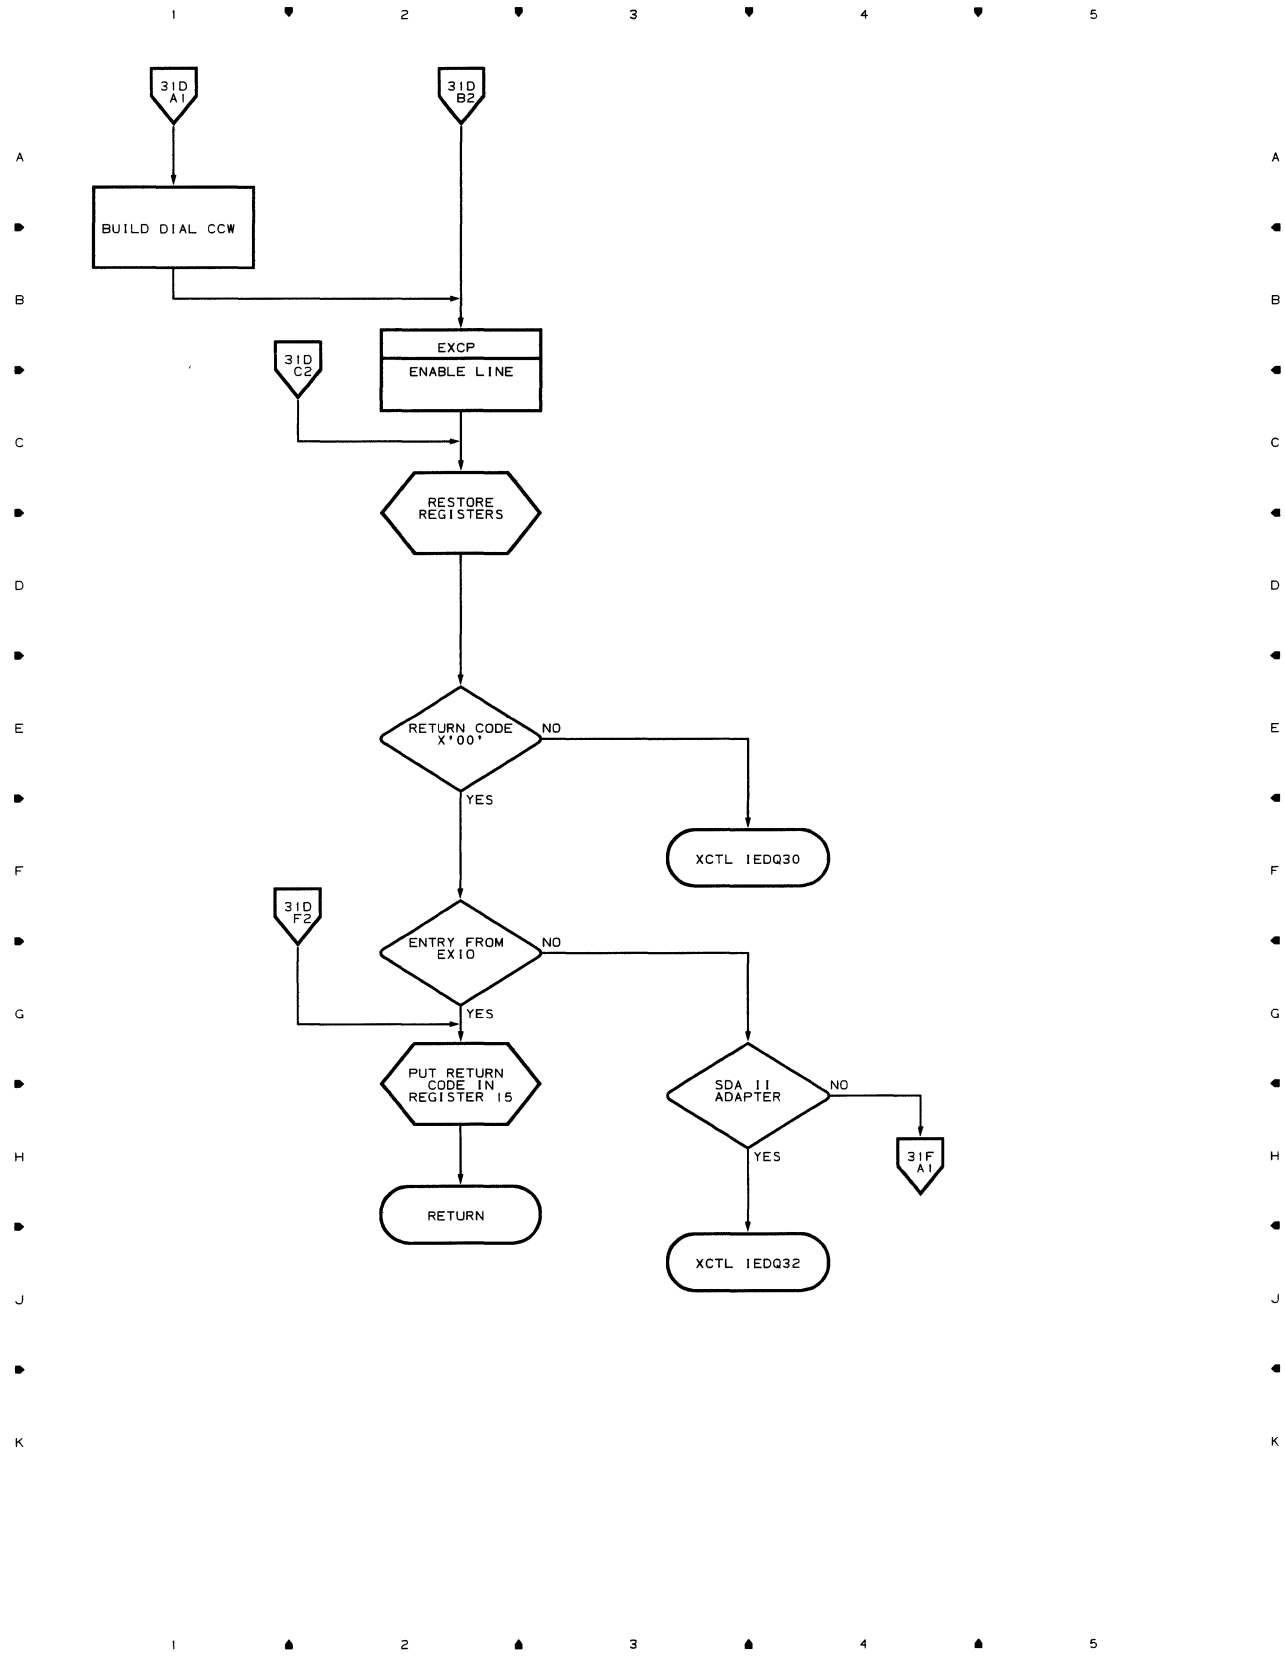 1 2 3 4 5
31D
A1
31D
B2
A A
BUILD DIAL CCW
B B
EXCP
31D
C2
ENABLE LINE
C C
RESTORE
REGISTERS
D D
E E
RETURN CODE
X'00'
NO
YES
XCTL IEDQ30
F F
31D
F2
ENTRY FROM
EXIO
NO
YES
G G
PUT RETURN
CODE IN
REGISTER 15
SDA II
ADAPTER
NO
YES
H H
31F
A1
RETURN
XCTL IEDQ32
J J
K K
1 2 3 4 5